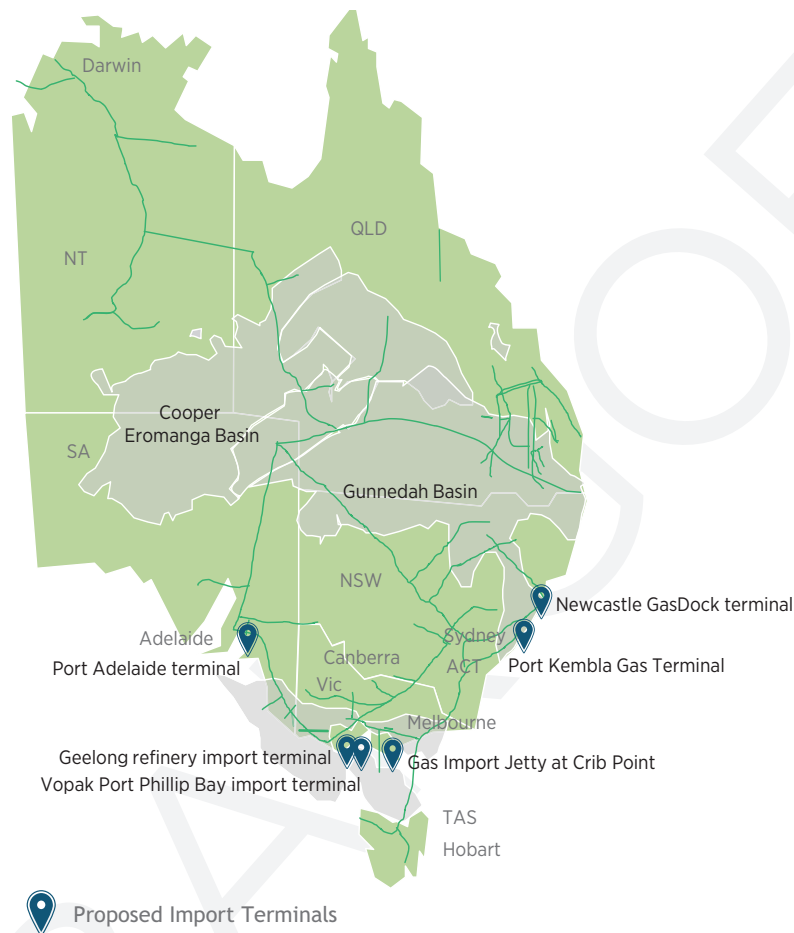 Darwin
QLD
NT
Cooper
Eromanga Basin
SA
Gunnedah Basin
NSW
Newcastle GasDock terminal
Adelaide
Sydney
Port Adelaide terminal
Canberra
ACT
Port Kembla Gas Terminal
Vic
Melbourne
Geelong refinery import terminal
Gas Import Jetty at Crib Point
Vopak Port Phillip Bay import terminal
TAS
Hobart
Proposed Import Terminals